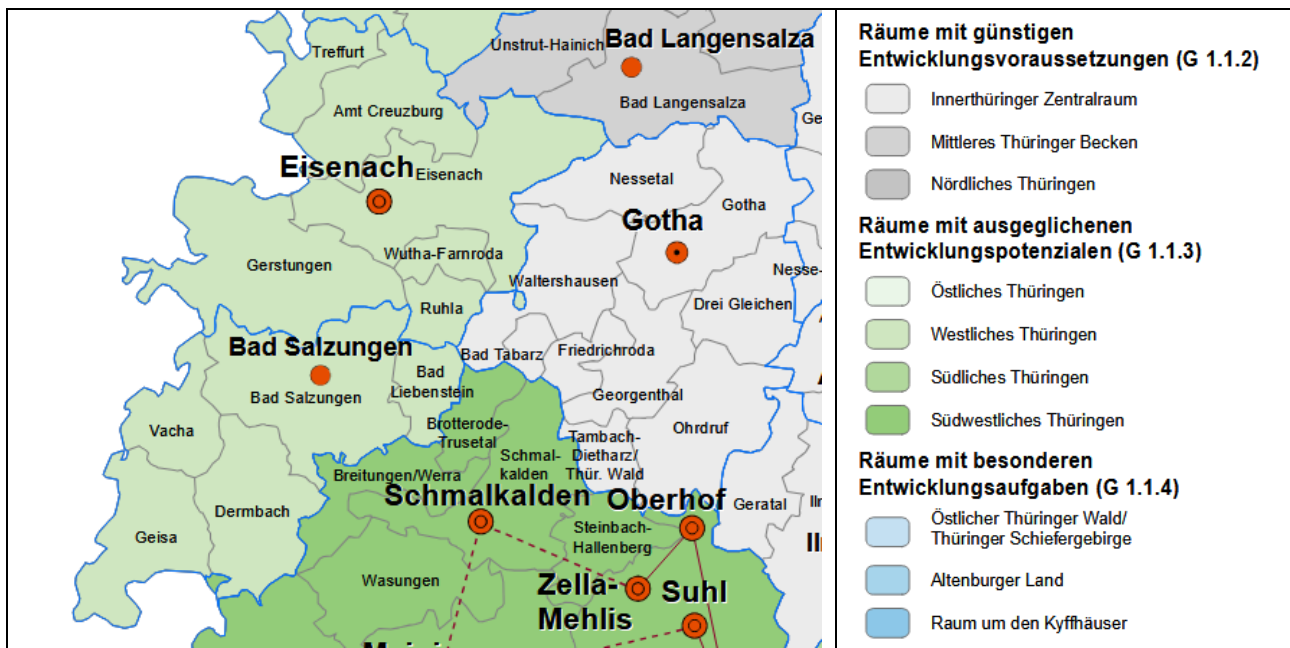 Treffurt
Unstrut-Hainich
Bad Langensalza
Bad Langensalza
Amt Creuzburg
Eisenach
Eisenach
Nessetal
Gotha
Gotha
Wutha-Farnroda
Gerstungen
Waltershausen
Nesse-
Drei Gleichen
Ruhla
Bad Salzungen
Bad Tabarz
Friedrichroda
Bad
Liebenstein
Bad Salzungen
Georgenthal
Vacha
Brotterode-
Trusetal
Ohrdruf
Tambach-
Dietharz/
Thür. Wald
Schmal-
kalden
Breitungen/Werra
Schmalkalden
Oberhof
Geratal
Dermbach
Geisa
Steinbach-
Hallenberg
Wasungen
Zella-
Mehlis
Suhl
Räume mit günstigen
Entwicklungsvoraussetzungen (G 1.1.2)
Innerthüringer Zentralraum
Mittleres Thüringer Becken
Nördliches Thüringen
Räume mit ausgeglichenen
Entwicklungspotenzialen (G 1.1.3)
Östliches Thüringen
Westliches Thüringen
Südliches Thüringen
Südwestliches Thüringen
Räume mit besonderen
Entwicklungsaufgaben (G 1.1.4)
Östlicher Thüringer Wald/
Thüringer Schiefergebirge
Altenburger Land
Raum um den Kyffhäuser